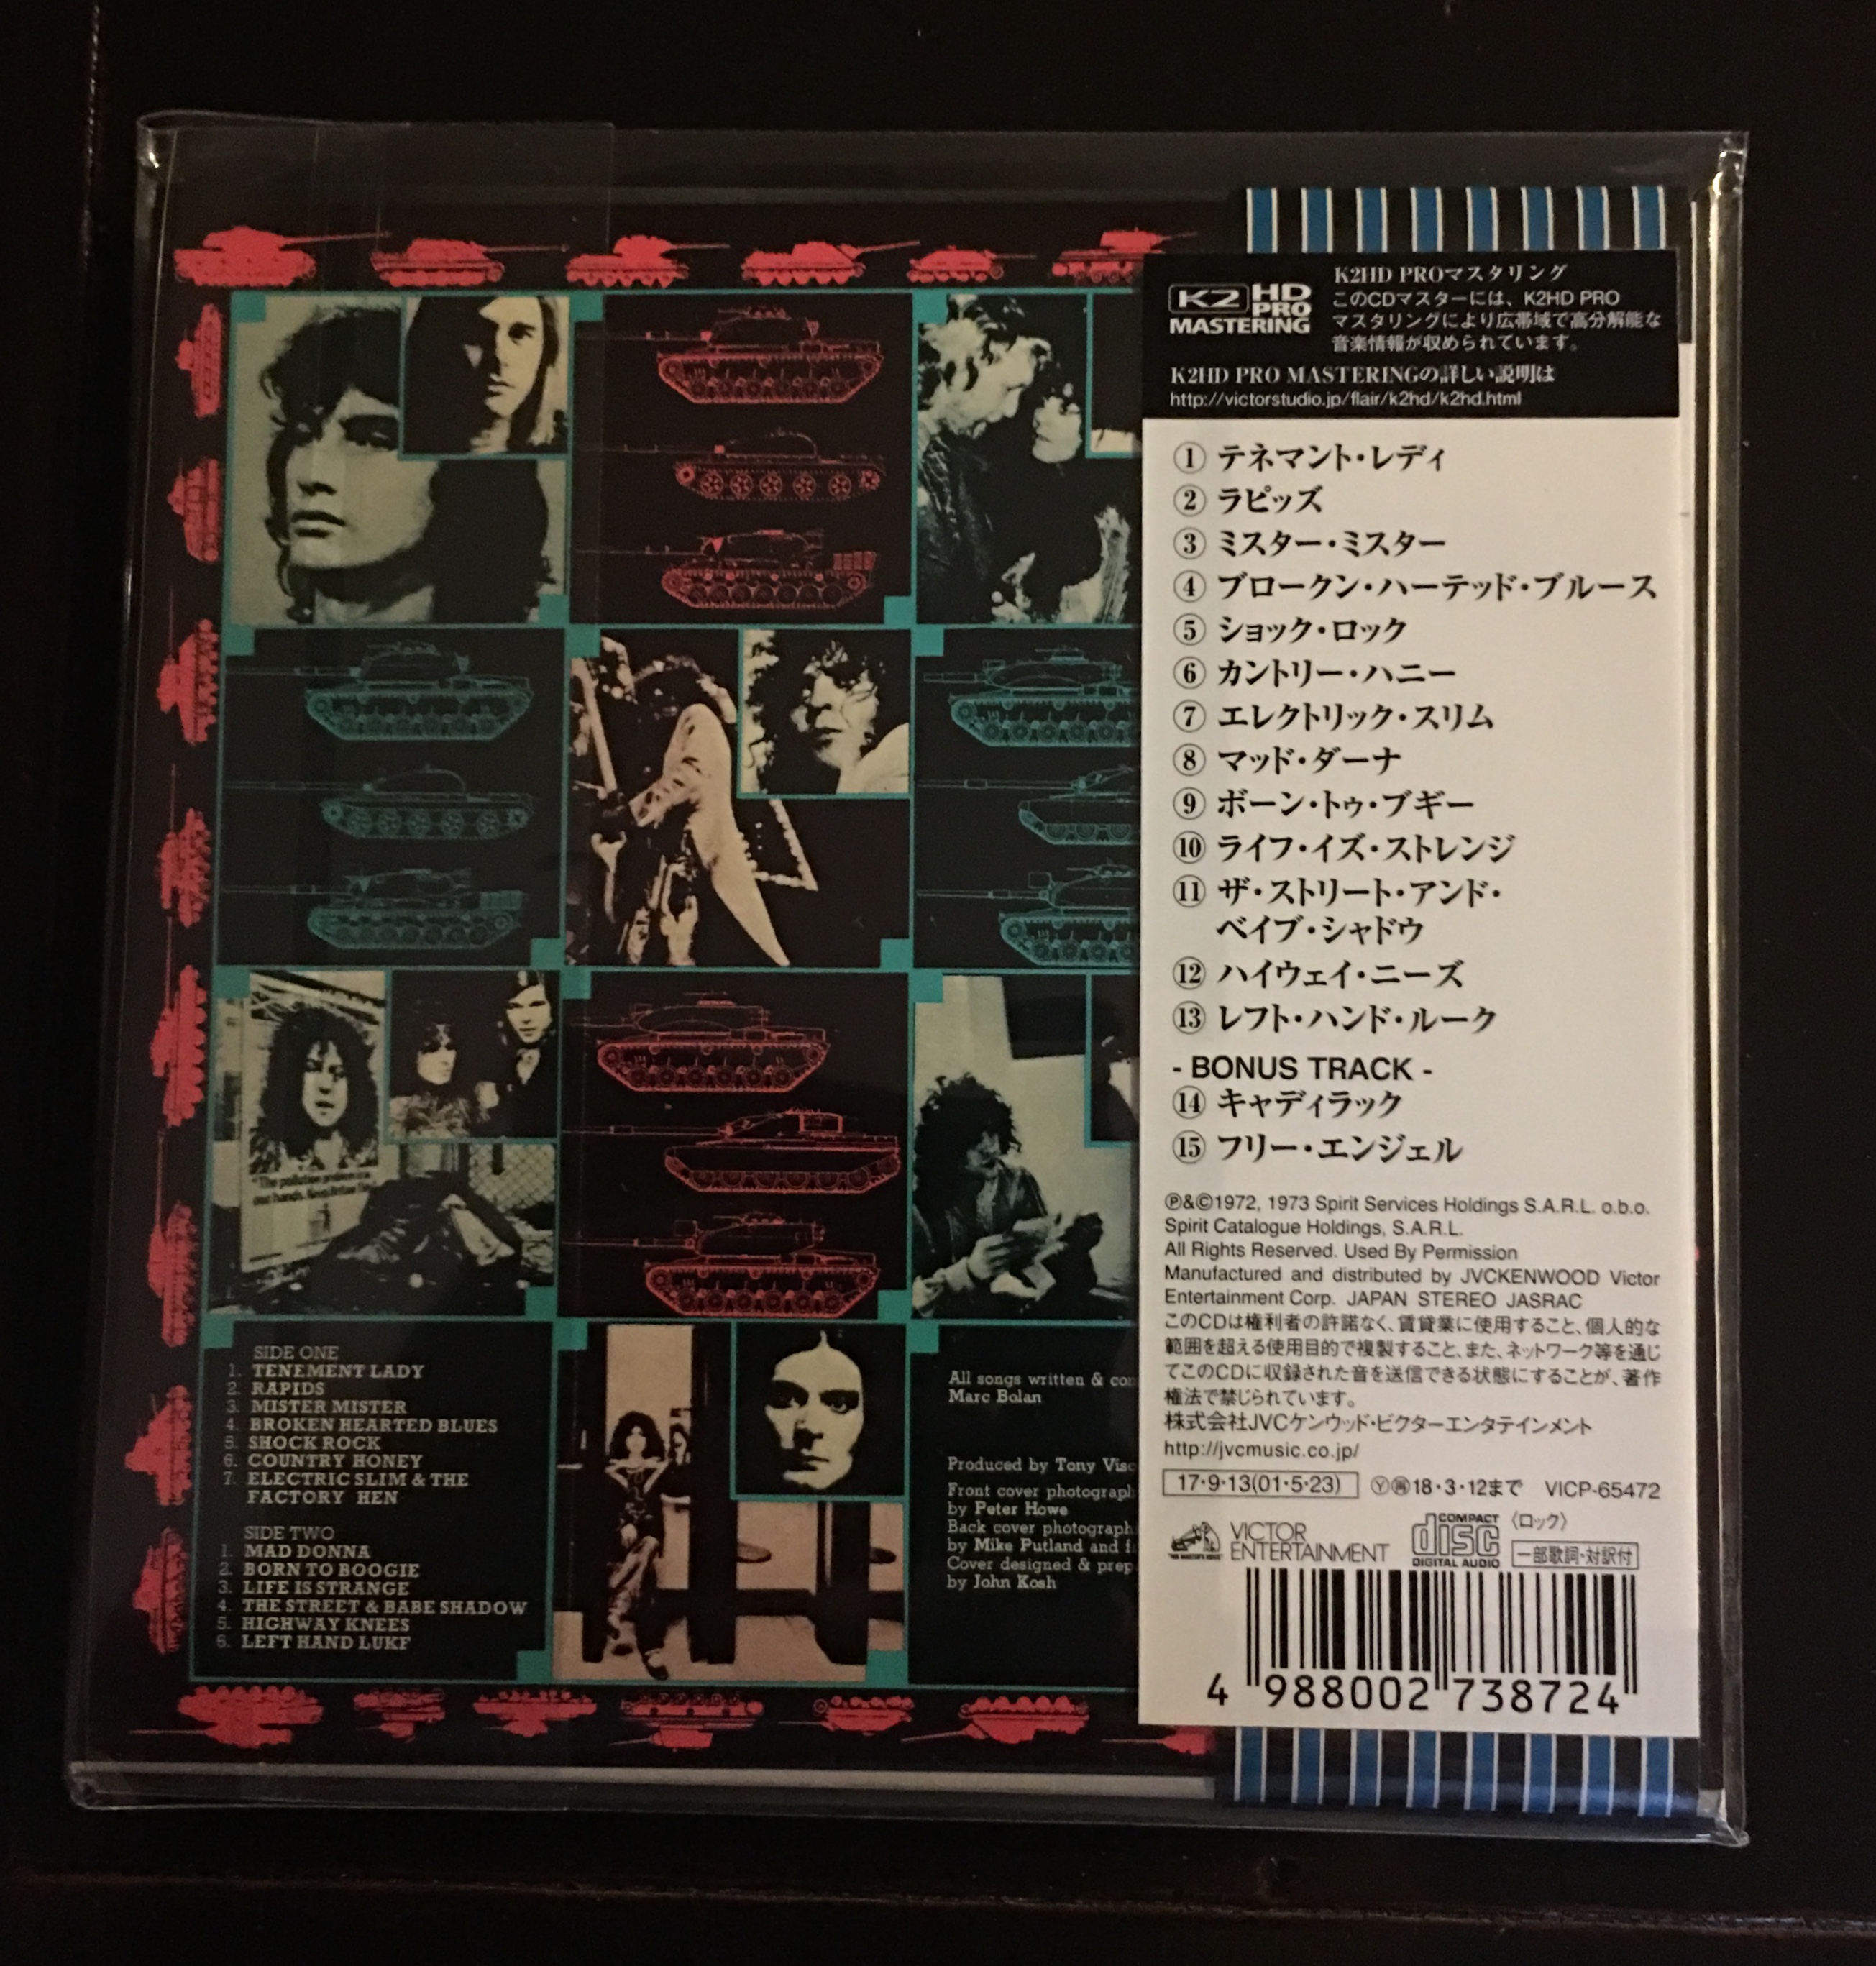 K2 HD
PRO
MASTERING
K2HD PROマスタリング
このCDマスターには、K2HD PRO
マスタリングにより広帯域で高分解能な
音楽情報が収められています。
K2HD PRO MASTERINGの詳しい説明は
http://victorstudio.jp/flair/k2hd/k2hd.html
① テネマント・レディ
② ラピッズ
③ ミスター・ミスター
④ ブロークン・ハーテッド・ブルース
⑤ ショック・ロック
⑥ カントリー・ハニー
⑦ エレクトリック・スリム
⑧ マッド・ダーナ
⑨ ボーン・トゥ・ブギー
⑩ ライフ・イズ・ストレンジ
⑪ ザ・ストリート・アンド・
ベイブ・シャドウ
⑫ ハイウェイ・ニーズ
⑬ レフト・ハンド・ルーク
- BONUS TRACK -
⑭ キャディラック
⑮ フリー・エンジェル
Ⓟ&©1972, 1973 Spirit Services Holdings S.A.R.L. o.b.o.
Spirit Catalogue Holdings, S.A.R.L.
All Rights Reserved. Used By Permission
Manufactured and distributed by JVCKENWOOD Victor
Entertainment Corp. JAPAN STEREO JASRAC
このCDは権利者の許諾なく、賃貸業に使用すること、個人的な
範囲を超える使用目的で複製すること、また、ネットワーク等を通じ
てこのCDに収録された音を送信できる状態にすることが、著作
権法で禁じられています。
株式会社JVCケンウッド・ビクターエンタテインメント
http://jvcmusic.co.jp/
17・9・13(01・5・23) Ⓨ 18・3・12まで VICP-65472
VICTOR
ENTERTAINMENT
COMPACT
disc
DIGITAL AUDIO
〈ロック〉
一部歌詞・対訳付
4 988002 738724
"The pollution problem is in
our hands. Keep Britain
SIDE ONE
1. TENEMENT LADY
2. RAPIDS
3. MISTER MISTER
4. BROKEN HEARTED BLUES
5. SHOCK ROCK
6. COUNTRY HONEY
7. ELECTRIC SLIM & THE
FACTORY HEN
SIDE TWO
1. MAD DONNA
2. BORN TO BOOGIE
3. LIFE IS STRANGE
4. THE STREET & BABE SHADOW
5. HIGHWAY KNEES
6. LEFT HAND LUKE
All songs written &
Marc Bolan
Produced by Tony
Front cover
by Peter Howe
Back cover
by Mike Putland and
Cover designed &
by John Kosh